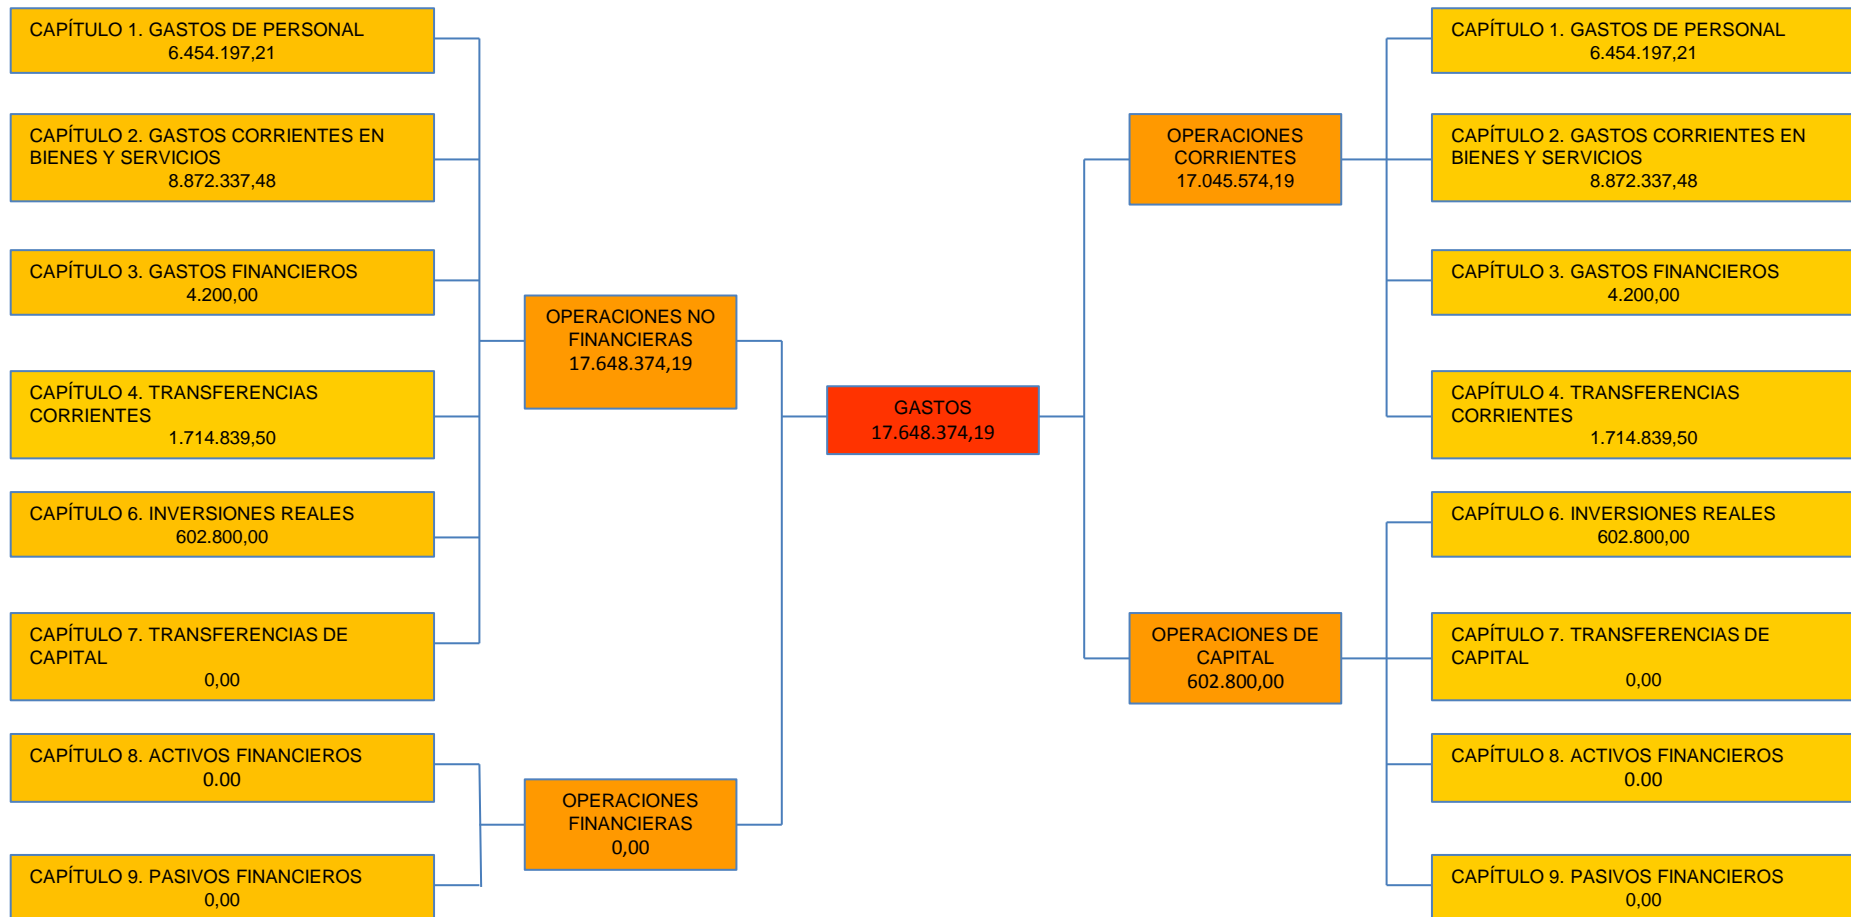 CAPÍTULO 1. GASTOS DE PERSONAL
6.454.197,21
CAPÍTULO 2. GASTOS CORRIENTES EN
BIENES Y SERVICIOS
8.872.337,48
CAPÍTULO 3. GASTOS FINANCIEROS
4.200,00
CAPÍTULO 4. TRANSFERENCIAS
CORRIENTES
1.714.839,50
CAPÍTULO 6. INVERSIONES REALES
602.800,00
CAPÍTULO 7. TRANSFERENCIAS DE
CAPITAL
0,00
CAPÍTULO 8. ACTIVOS FINANCIEROS
0.00
CAPÍTULO 9. PASIVOS FINANCIEROS
0,00
OPERACIONES NO
FINANCIERAS
17.648.374,19
OPERACIONES
FINANCIERAS
0,00
GASTOS
17.648.374,19
OPERACIONES
CORRIENTES
17.045.574,19
OPERACIONES DE
CAPITAL
602.800,00
CAPÍTULO 1. GASTOS DE PERSONAL
6.454.197,21
CAPÍTULO 2. GASTOS CORRIENTES EN
BIENES Y SERVICIOS
8.872.337,48
CAPÍTULO 3. GASTOS FINANCIEROS
4.200,00
CAPÍTULO 4. TRANSFERENCIAS
CORRIENTES
1.714.839,50
CAPÍTULO 6. INVERSIONES REALES
602.800,00
CAPÍTULO 7. TRANSFERENCIAS DE
CAPITAL
0,00
CAPÍTULO 8. ACTIVOS FINANCIEROS
0.00
CAPÍTULO 9. PASIVOS FINANCIEROS
0,00